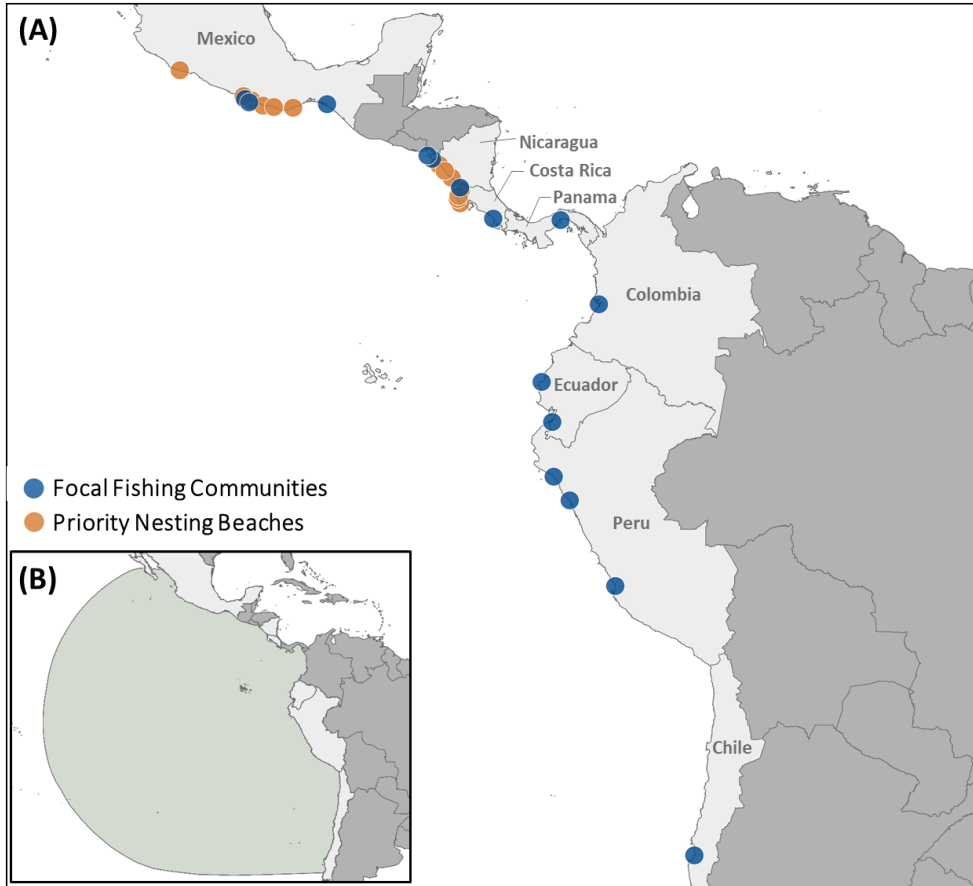 (A)
Mexico
Nicaragua
Costa Rica
Panama
Colombia
Ecuador
Focal Fishing Communities
Priority Nesting Beaches
Peru
(B)
Chile